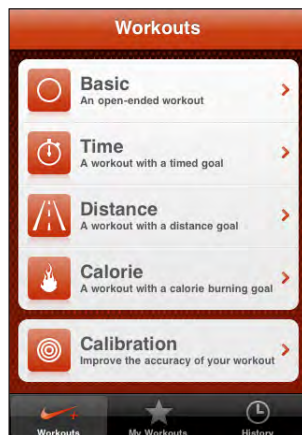 Workouts
Basic
An open-ended workout
Time
A workout with a timed goal
Distance
A workout with a distance goal
Calorie
A workout with a calorie burning goal
Calibration
Improve the accuracy of your workout
Workouts
My Workouts
History